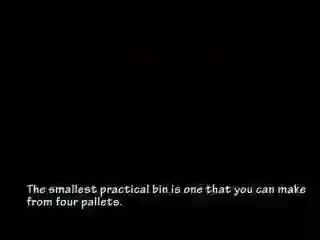 The smallest practical bin is one that you can make
from four pallets.